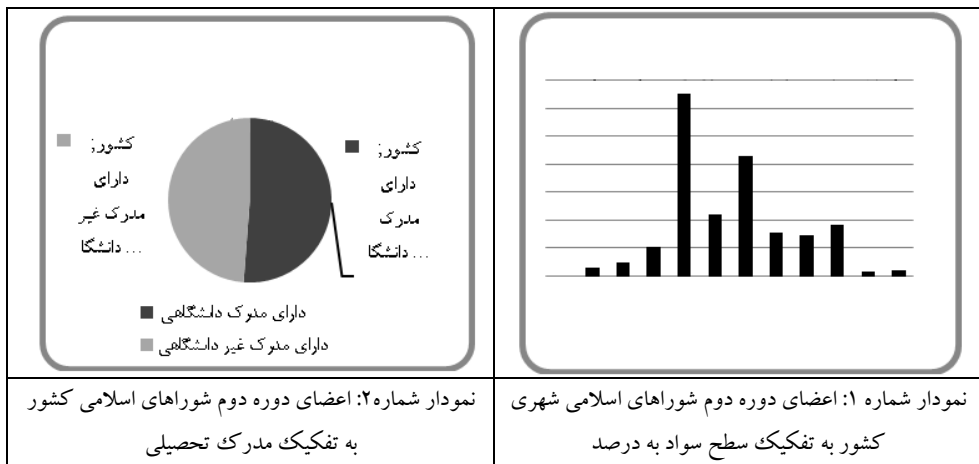 کشور;
دارای
مدرک
دانشگا...
کشور;
دارای
مدرک غیر
دانشگا...
دارای مدرک دانشگاهی
دارای مدرک غیر دانشگاهی
نمودار شماره ۱: اعضای دوره دوم شوراهای اسلامی شهری
کشور به تفکیک سطح سواد به درصد
نمودار شماره۲: اعضای دوره دوم شوراهای اسلامی کشور
به تفکیک مدرک تحصیلی